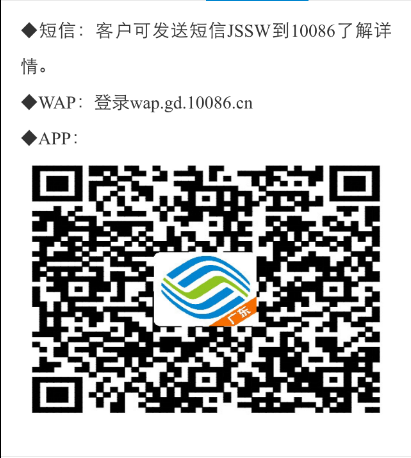 ◆短信：客户可发送短信JSSW到10086了解详
情。
◆WAP：登录wap.gd.10086.cn
◆APP：
广东